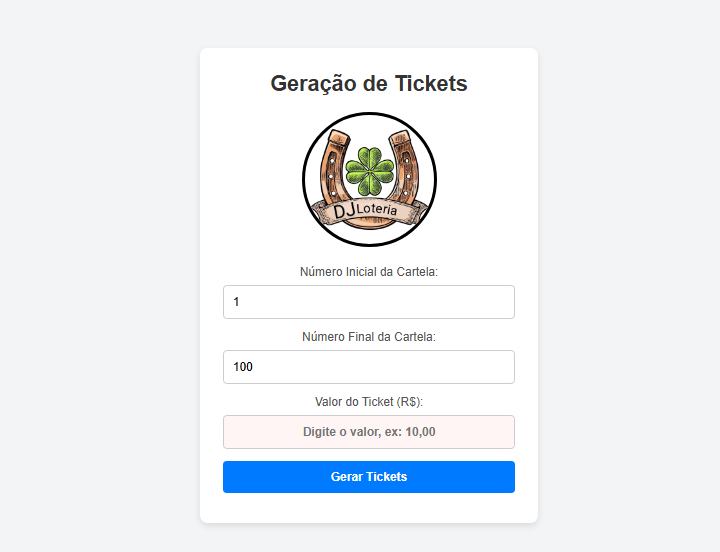 Geração de Tickets
DJ Loteria
Número Inicial da Cartela:
1
Número Final da Cartela:
100
Valor do Ticket (R$):
Digite o valor, ex: 10,00
Gerar Tickets